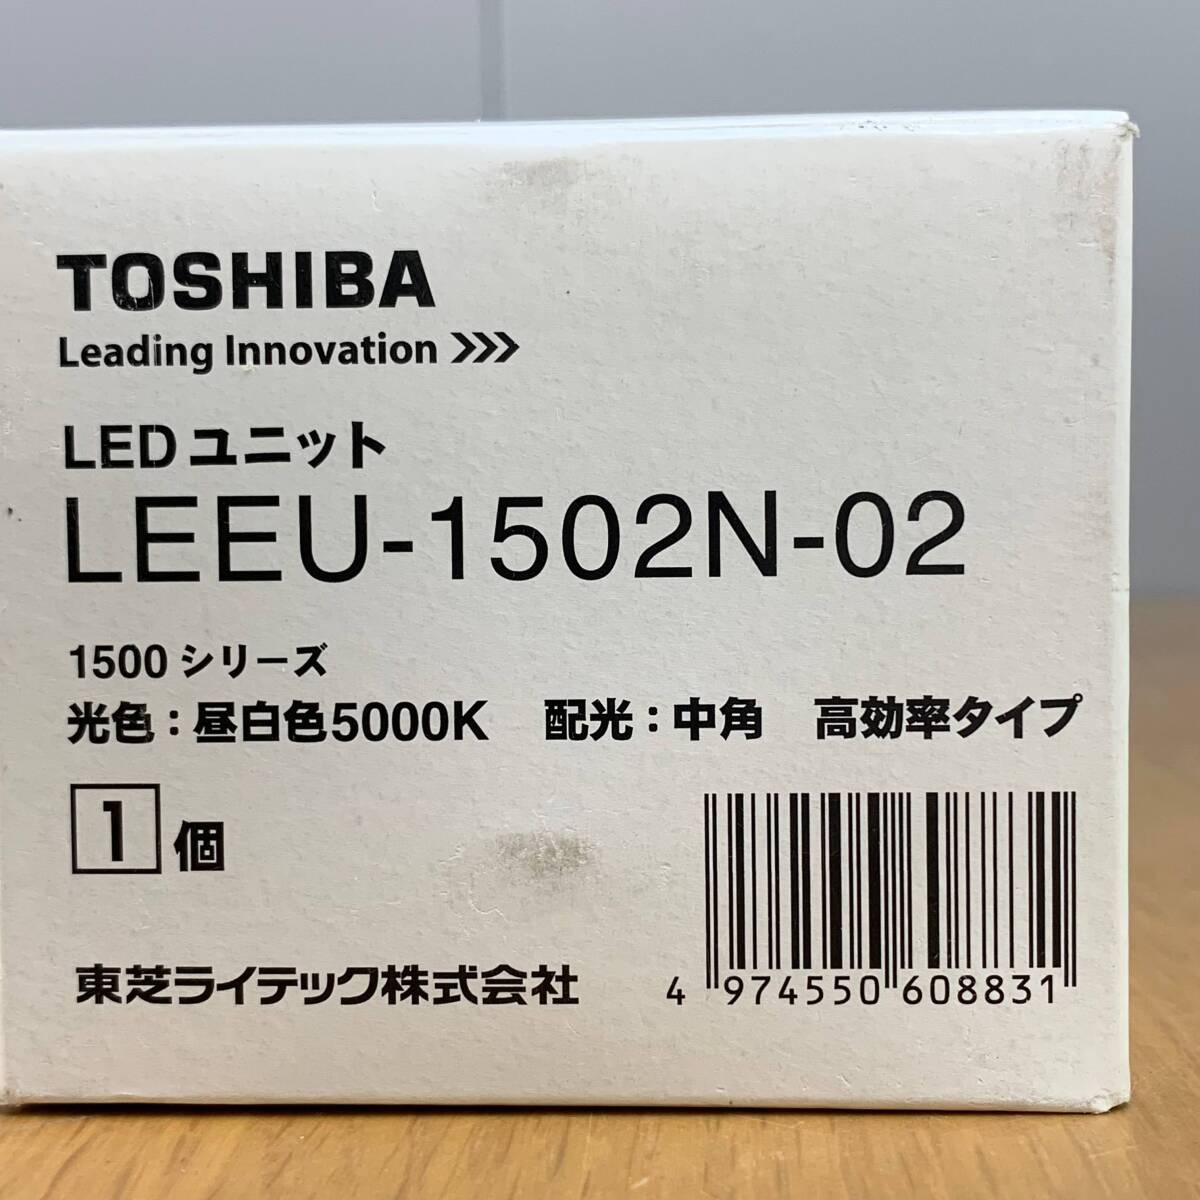 TOSHIBA
Leading Innovation >>>
LEDユニット
LEEU-1502N-02
1500シリーズ
光色：昼白色5000K 配光：中角 高効率タイプ
1個
東芝ライテック株式会社
4 974550 608831